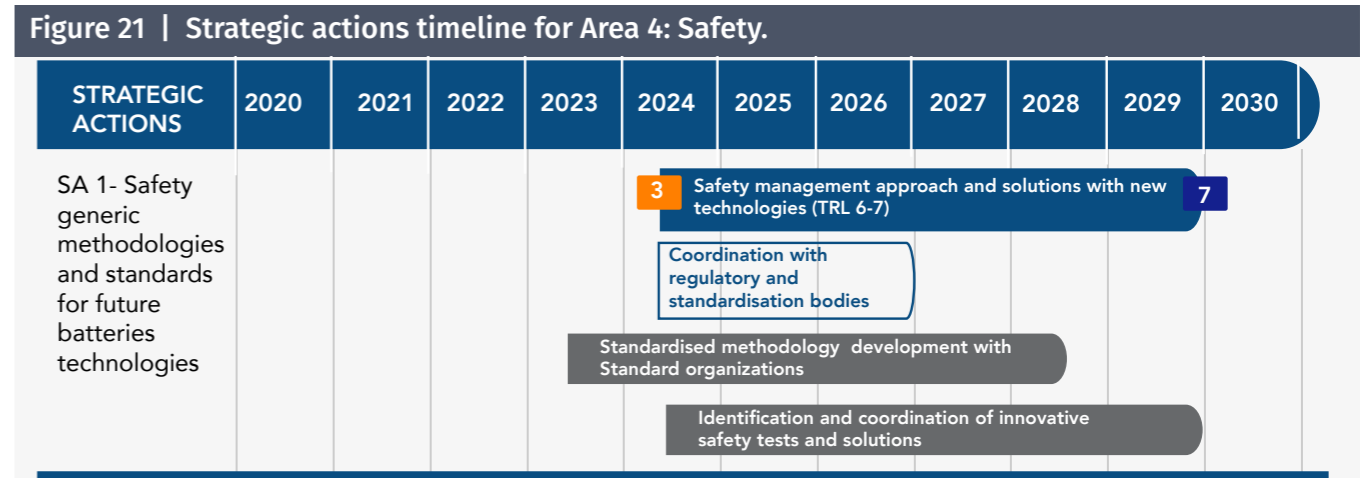 Figure 21 | Strategic actions timeline for Area 4: Safety.
STRATEGIC
ACTIONS
2020 2021 2022 2023 2024 2025 2026 2027 2028 2029 2030
SA 1- Safety
generic
methodologies
and standards
for future
batteries
technologies
3
Safety management approach and solutions with new
technologies (TRL 6-7)
7
Coordination with
regulatory and
standardisation bodies
Standardised methodology development with
Standard organizations
Identification and coordination of innovative
safety tests and solutions